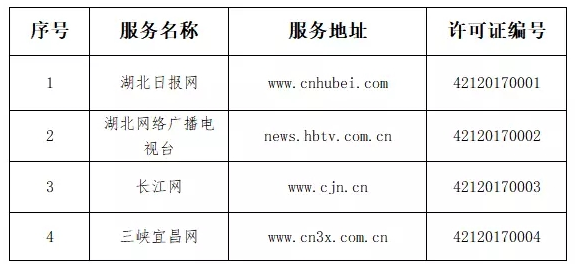 序号 服务名称 服务地址 许可证编号
1 湖北日报网 www.cnhubei.com 42120170001
2 湖北网络广播电视台 news.hbtv.com.cn 42120170002
3 长江网 www.cjn.cn 42120170003
4 三峡宜昌网 www.cn3x.com.cn 42120170004